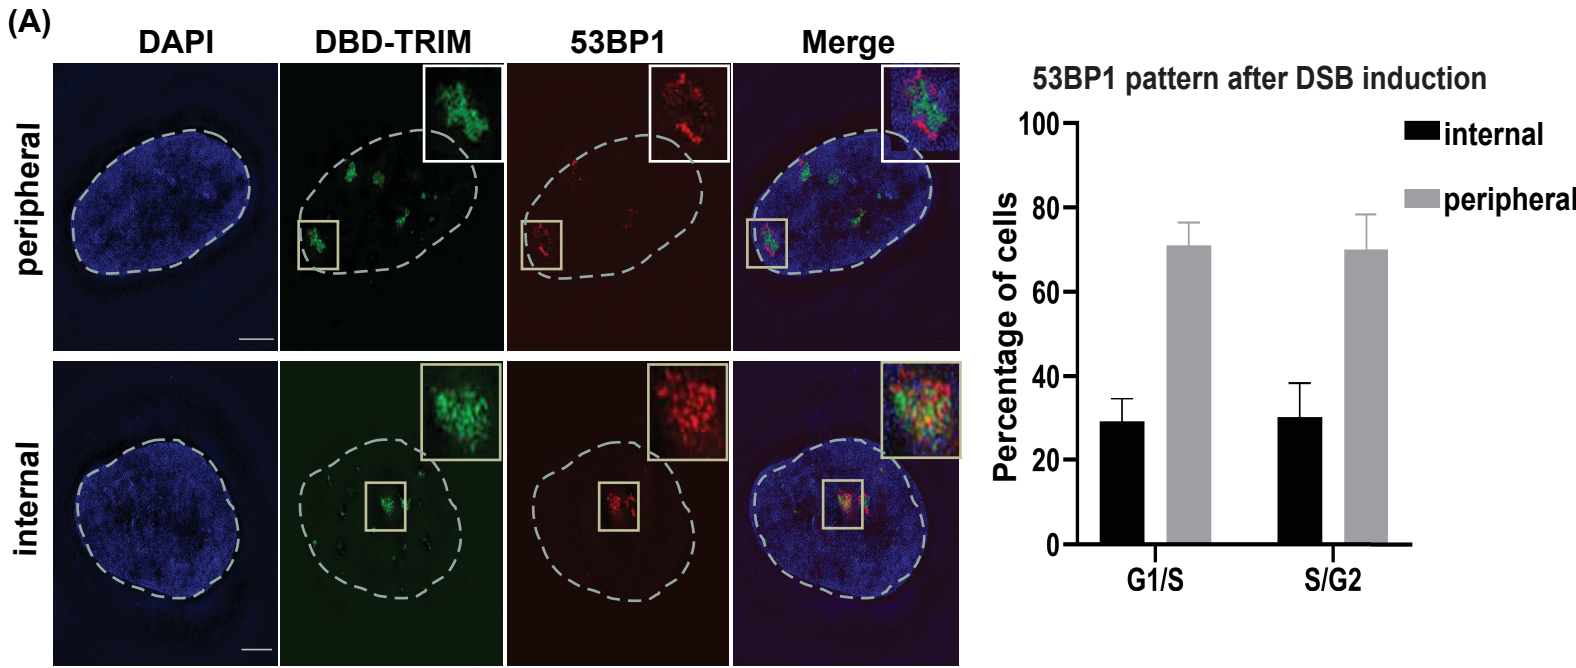 (A)
DAPI
DBD-TRIM
53BP1
Merge
peripheral
internal
53BP1 pattern after DSB induction
Percentage of cells
100
80
60
40
20
0
G1/S
S/G2
internal
peripheral